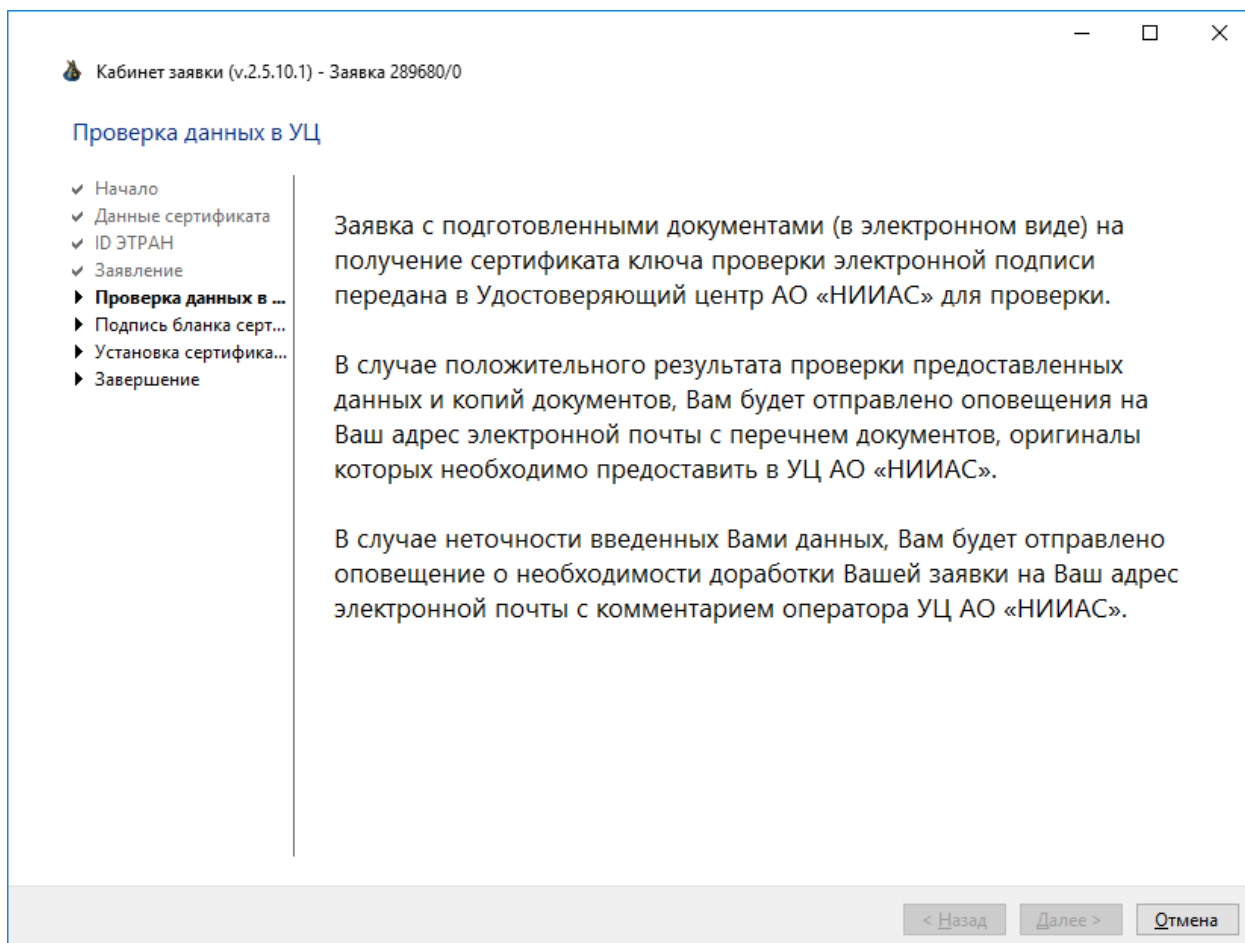 Кабинет заявки (v.2.5.10.1) - Заявка 289680/0
Проверка данных в УЦ
Начало
Данные сертификата
ID ЭТРАН
Заявление
Проверка данных в ...
Подпись бланка серт...
Установка сертифика...
Завершение
Заявка с подготовленными документами (в электронном виде) на
получение сертификата ключа проверки электронной подписи
передана в Удостоверяющий центр АО «НИИАС» для проверки.
В случае положительного результата проверки предоставленных
данных и копий документов, Вам будет отправлено оповещения на
Ваш адрес электронной почты с перечнем документов, оригиналы
которых необходимо предоставить в УЦ АО «НИИАС».
В случае неточности введенных Вами данных, Вам будет отправлено
оповещение о необходимости доработки Вашей заявки на Ваш адрес
электронной почты с комментарием оператора УЦ АО «НИИАС».
< Назад Далее > Отмена